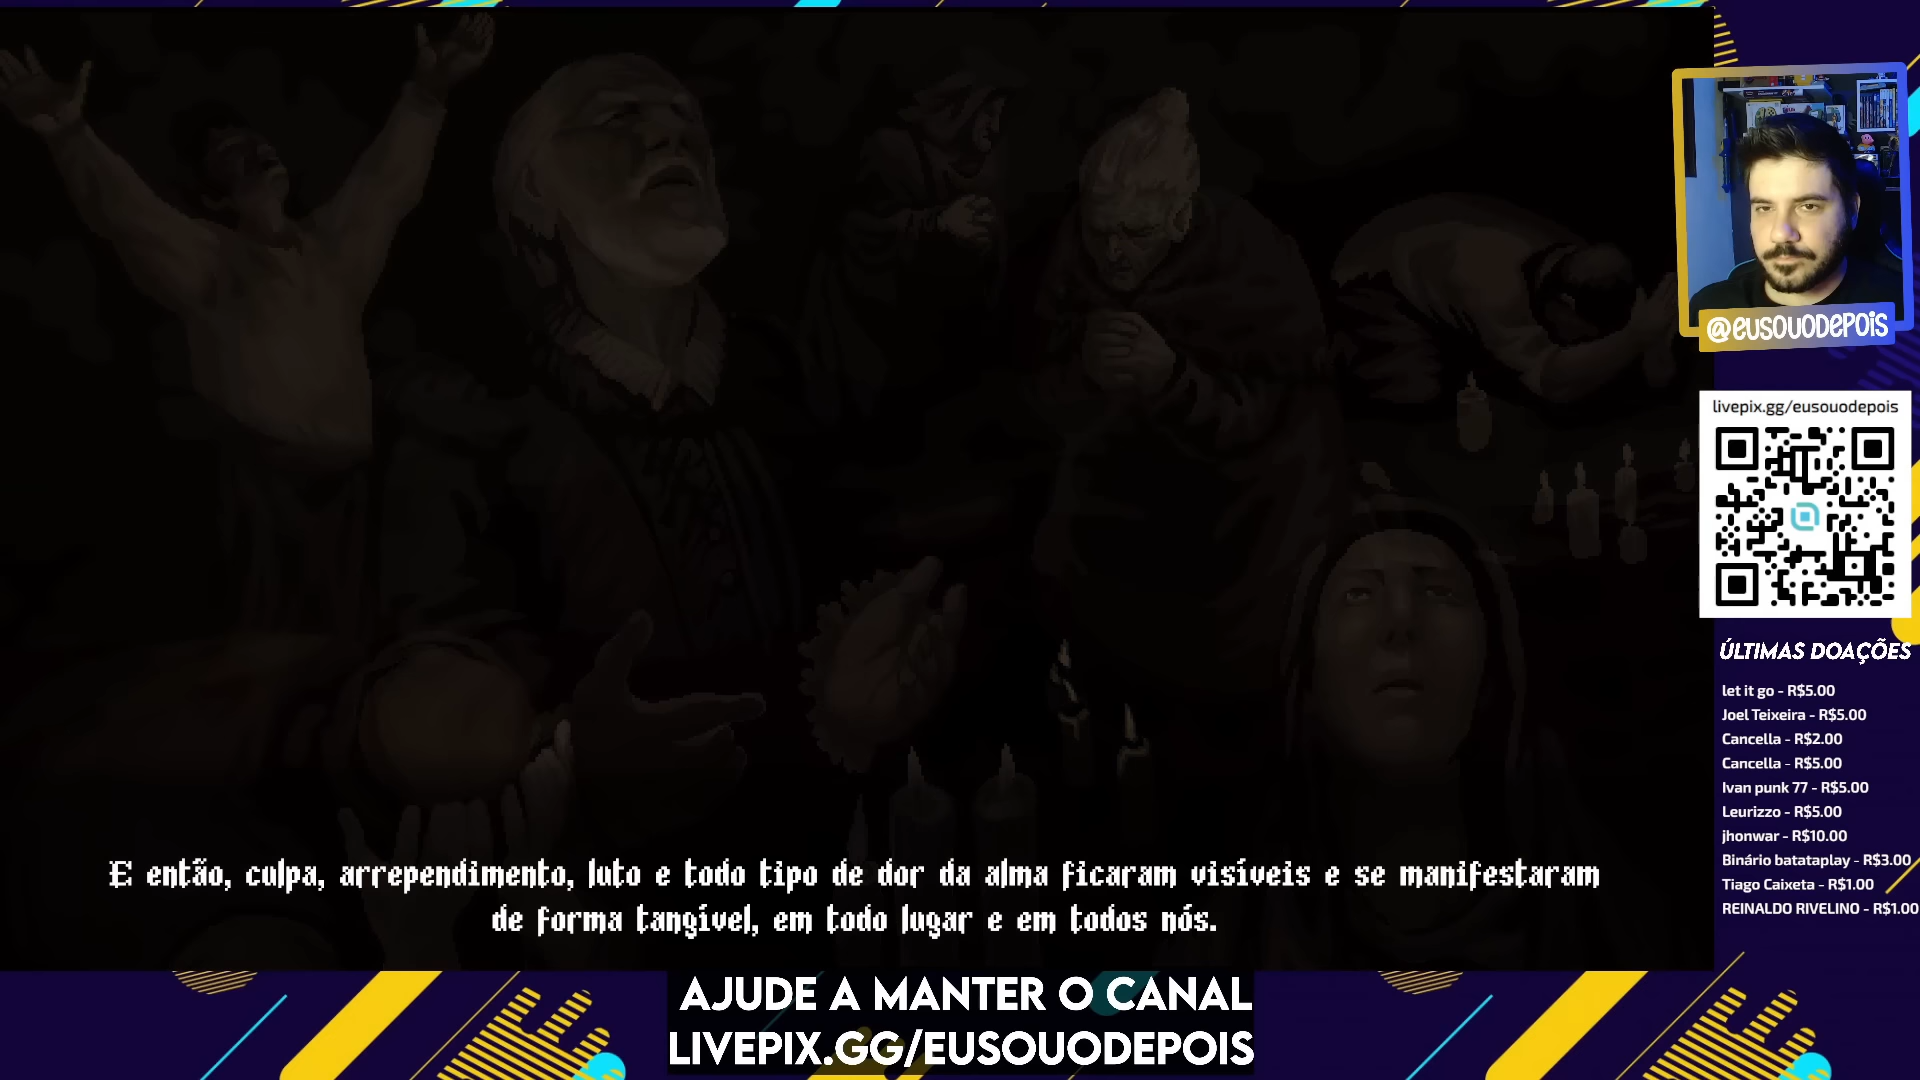 @eusouodepois
livepix.gg/eusouodepois
ÚLTIMAS DOAÇÕES
let it go - R$5.00
Joel Teixeira - R$5.00
Cancella - R$2.00
Cancella - R$5.00
Ivan punk 77 - R$5.00
Leurizzo - R$5.00
jhonwar - R$10.00
Binário batataplay - R$3.00
Tiago Caixeta - R$1.00
REINALDO RIVELINO - R$1.00
E então, culpa, arrependimento, luto e todo tipo de dor da alma ficaram visíveis e se manifestaram
de forma tangível, em todo lugar e em todos nós.
AJUDE A MANTER O CANAL
LIVEPIX.GG/EUSOUODEPOIS